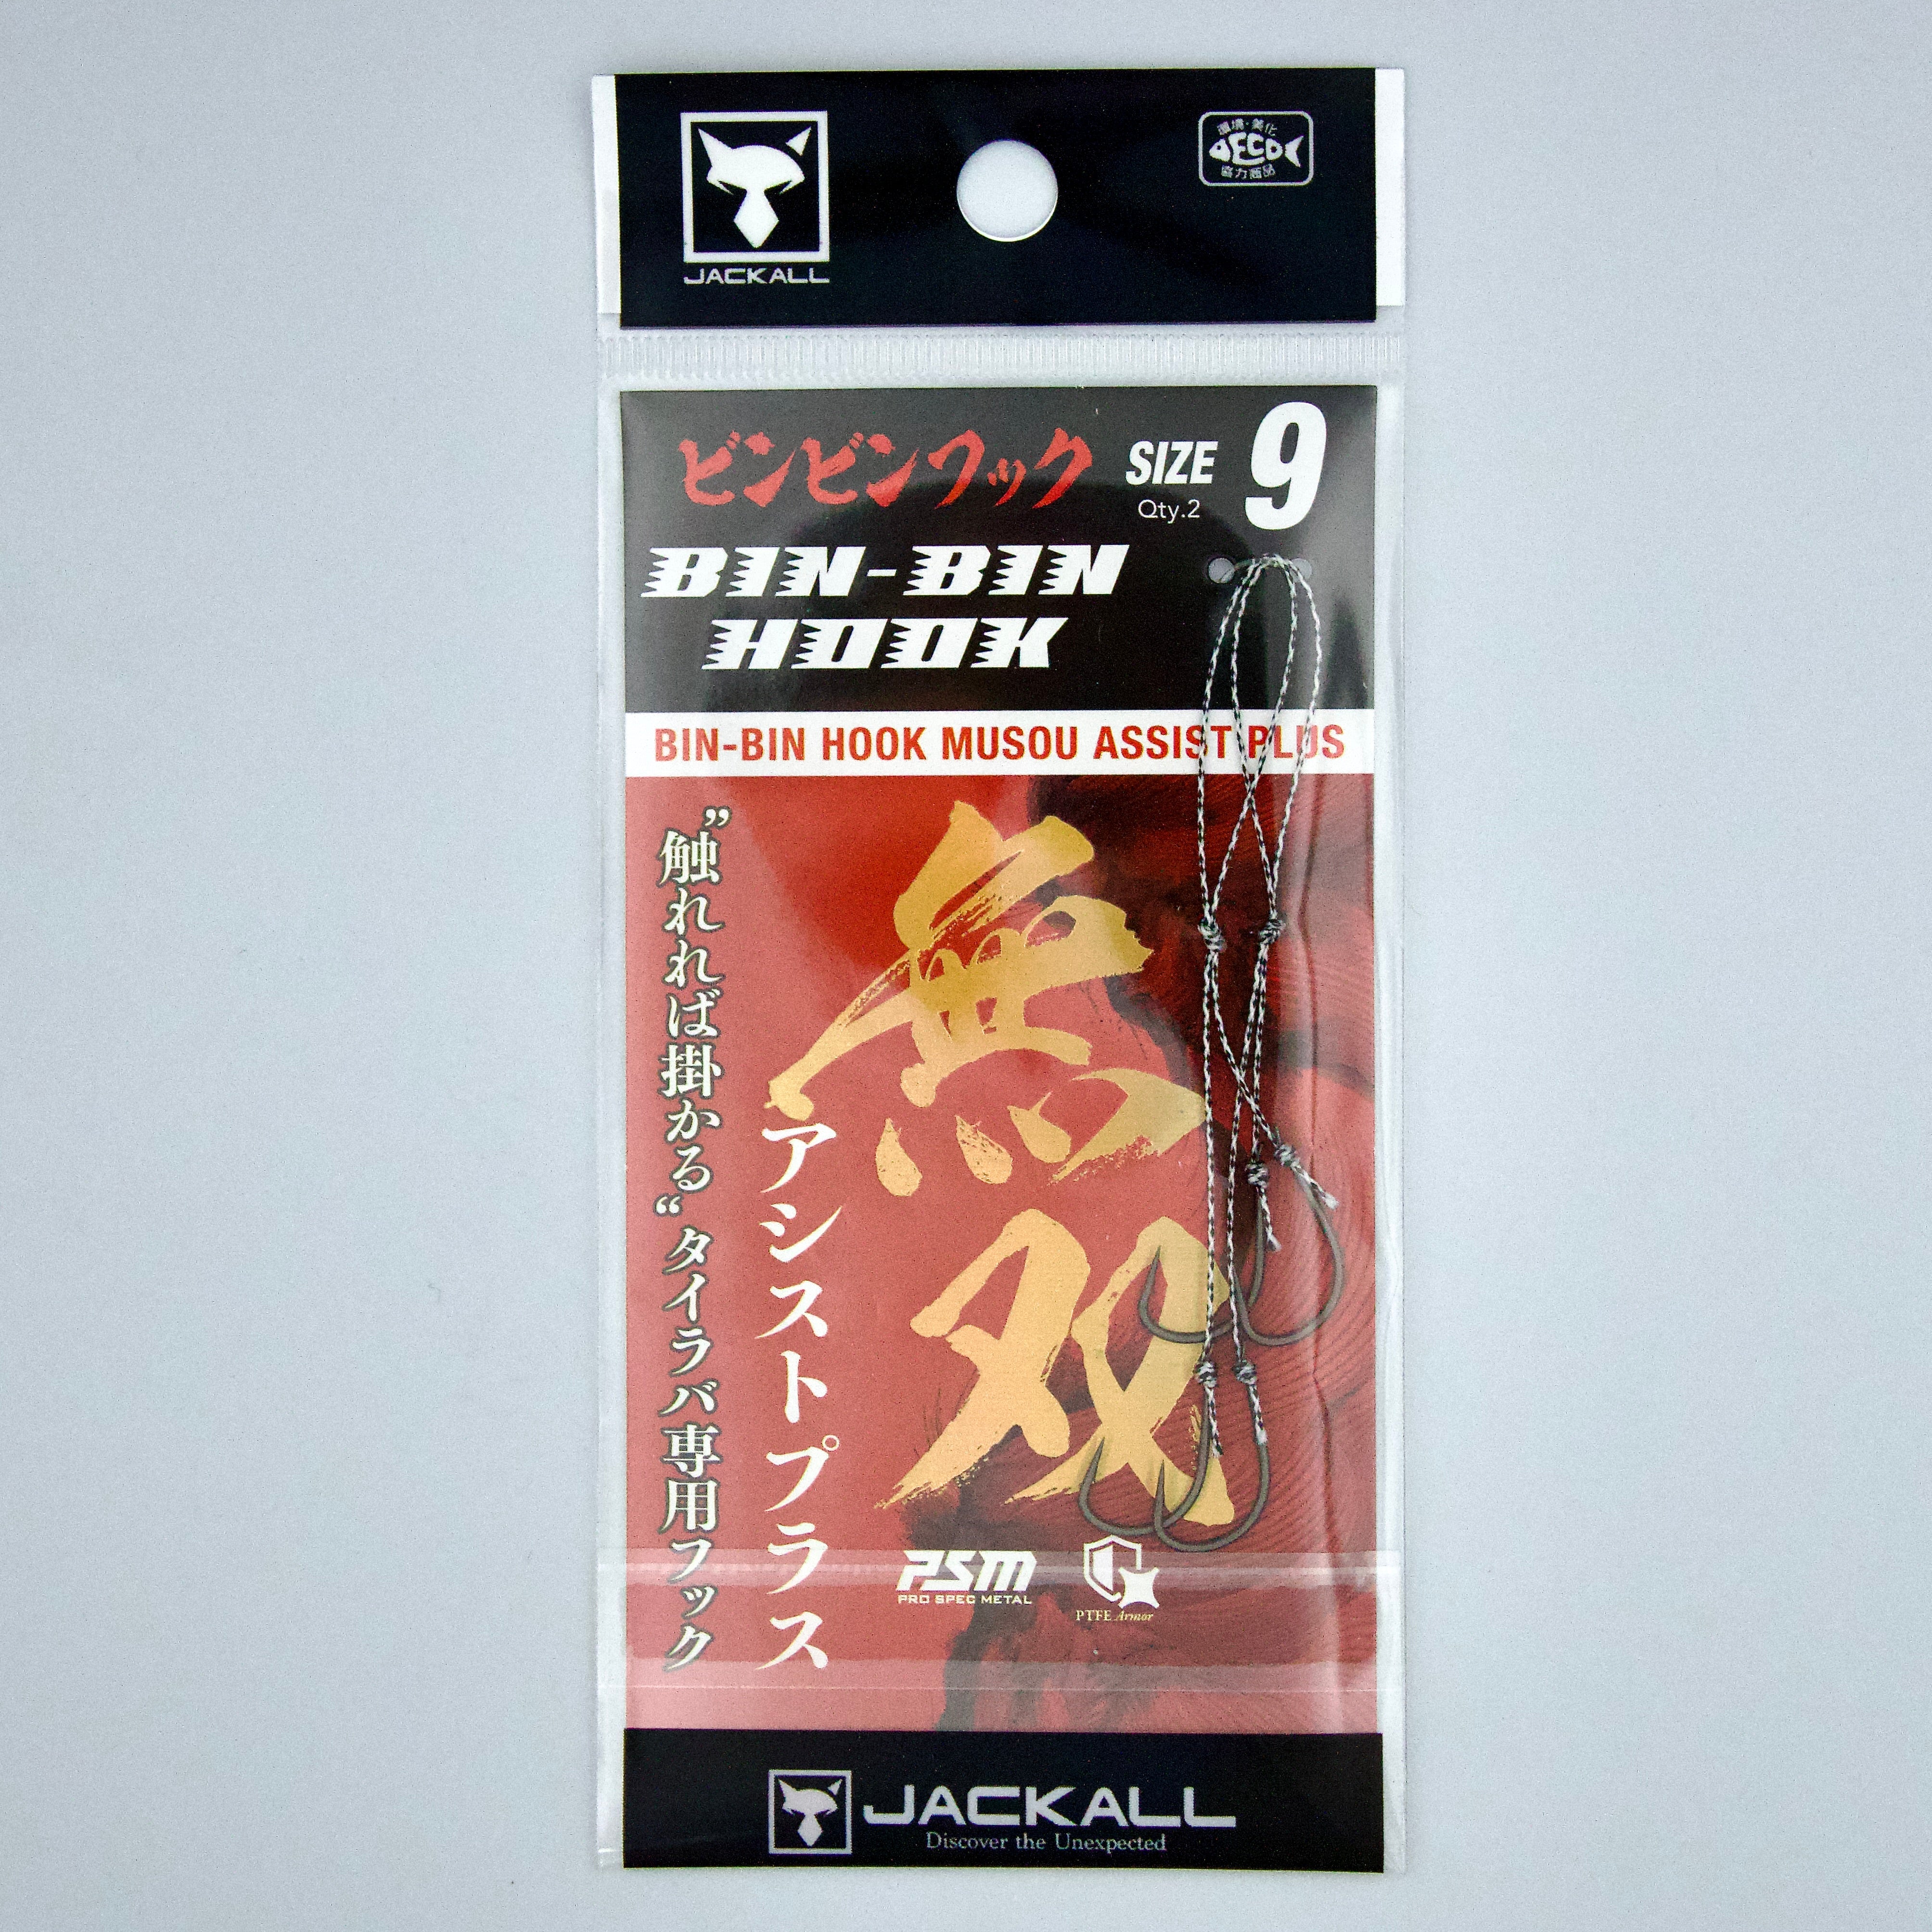 JACKALL
環境・美化
ECO
協力商品
ビンビンフック
SIZE 9
Qty.2
BIN-BIN
HOOK
BIN-BIN HOOK MUSOU ASSIST PLUS
無双
アシストプラス
"触れれば掛かる"タイラバ専用フック
PSM
PRO SPEC METAL
PTFE Armor
JACKALL
Discover the Unexpected